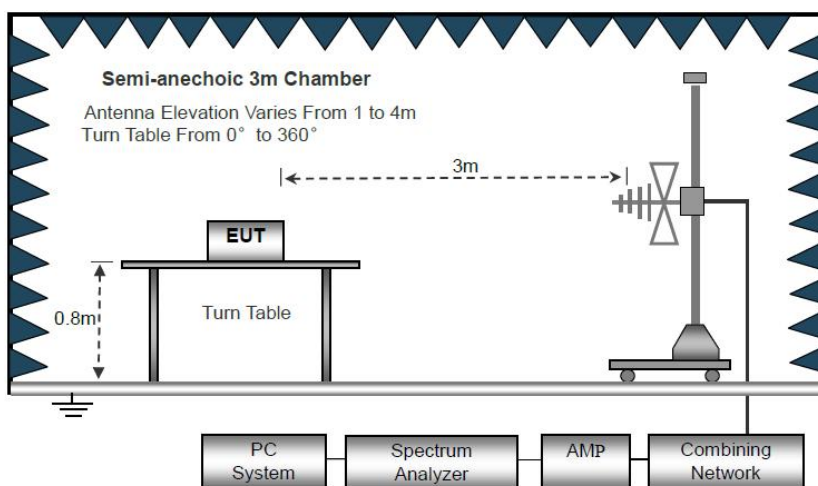 Semi-anechoic 3m Chamber
Antenna Elevation Varies From 1 to 4m
Turn Table From 0° to 360°
3m
EUT
0.8m
Turn Table
PC
System
Spectrum
Analyzer
AMP
Combining
Network